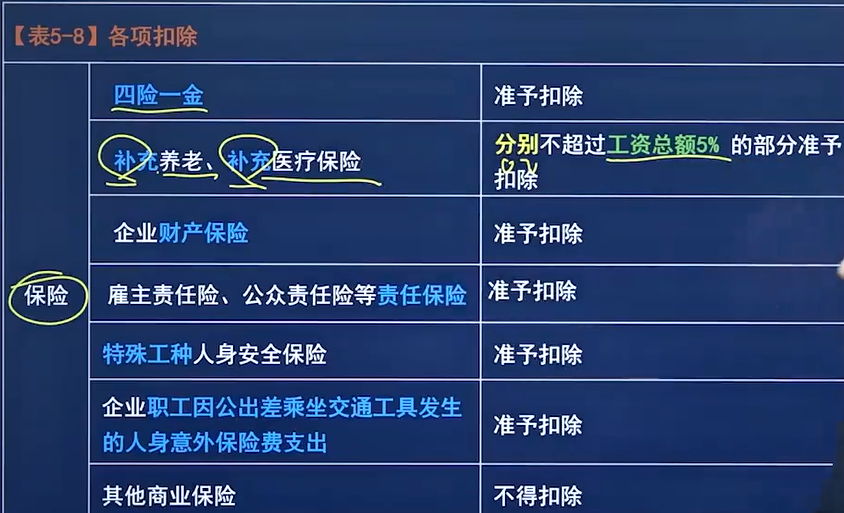 【表5-8】各项扣除
四险一金
准予扣除
补充养老、补充医疗保险
分别不超过工资总额5% 的部分准予
扣除
企业财产保险
准予扣除
保险
雇主责任险、公众责任险等责任保险
准予扣除
特殊工种人身安全保险
准予扣除
企业职工因公出差乘坐交通工具发生
的人身意外保险费支出
准予扣除
其他商业保险
不得扣除